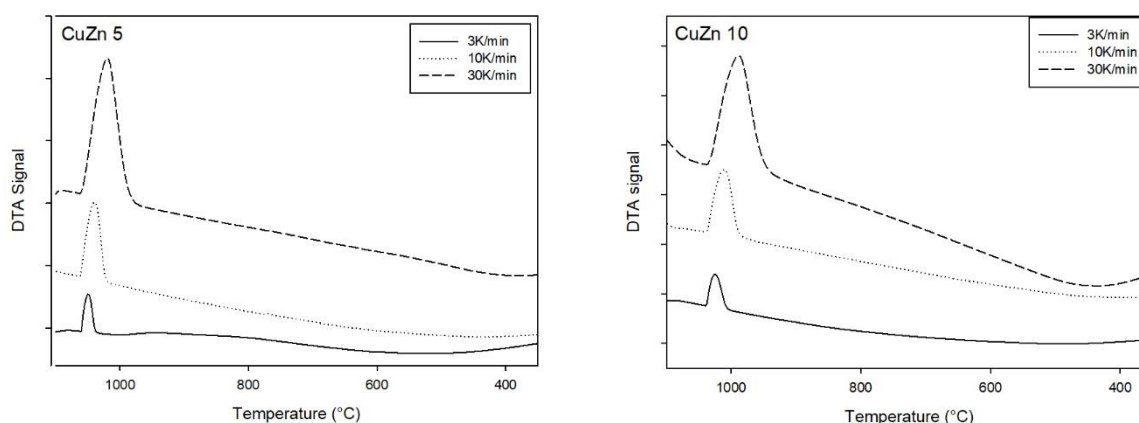 CuZn 5
3K/min
10K/min
30K/min
DTA Signal
1000
800
600
400
Temperature (°C)
CuZn 10
3K/min
10K/min
30K/min
DTA signal
1000
800
600
400
Temperature (°C)